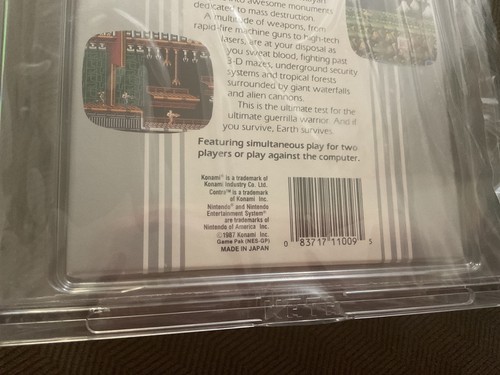 into awesome monuments
dedicated to mass destruction.
A multitude of weapons, from
rapid-fire machine guns to high-tech
lasers, are at your disposal as
you sweat blood, fighting past
3-D mazes, underground security
systems and tropical forests
surrounded by giant waterfalls
and alien cannons.
This is the ultimate test for the
ultimate guerrilla warrior. And if
you survive, Earth survives.
Featuring simultaneous play for two
players or play against the computer.
Konami® is a trademark of
Konami Industry Co. Ltd.
Contra™ is a trademark
of Konami Inc.
Nintendo® and Nintendo
Entertainment System®
are trademarks of
Nintendo of America Inc.
©1987 Konami Inc.
Game Pak (NES-GP)
MADE IN JAPAN
0 83717 11009 5